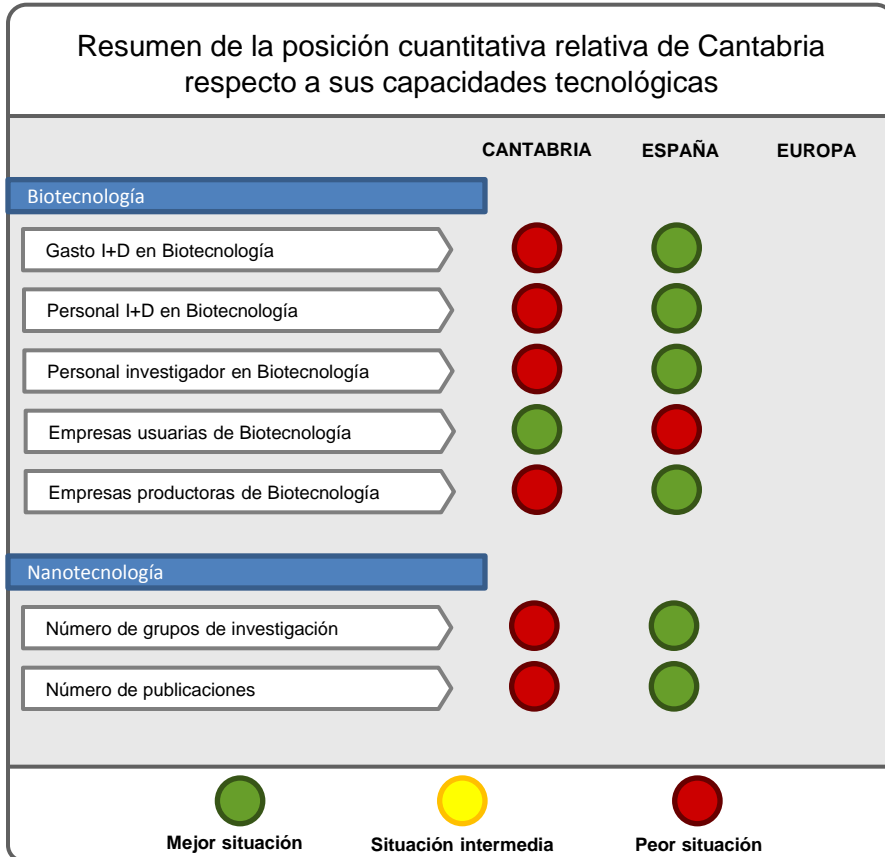 Resumen de la posición cuantitativa relativa de Cantabria
respecto a sus capacidades tecnológicas
CANTABRIA ESPAÑA EUROPA
Biotecnología
Gasto I+D en Biotecnología
Personal I+D en Biotecnología
Personal investigador en Biotecnología
Empresas usuarias de Biotecnología
Empresas productoras de Biotecnología
Nanotecnología
Número de grupos de investigación
Número de publicaciones
Mejor situación Situación intermedia Peor situación